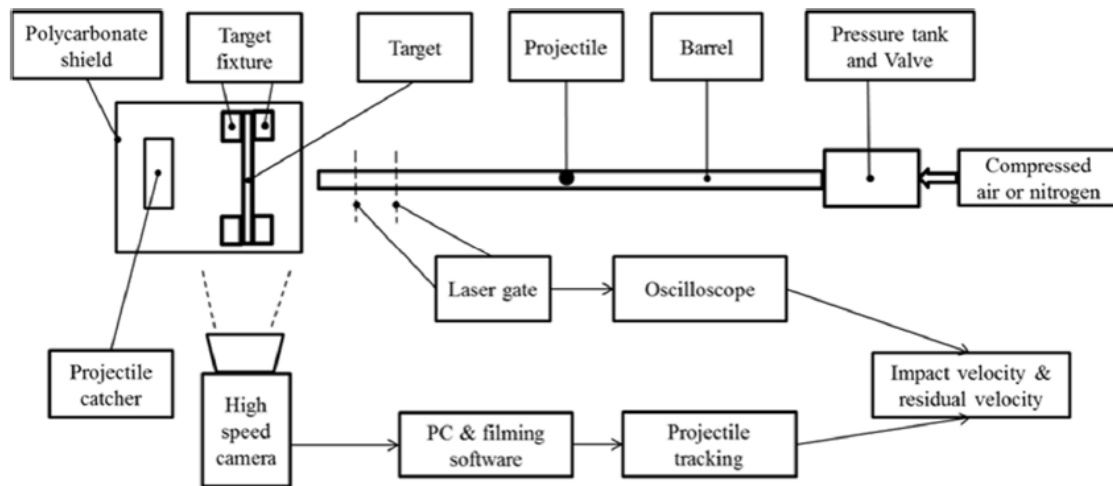 Polycarbonate
shield
Target
fixture
Target
Projectile
Barrel
Pressure tank
and Valve
Compressed
air or nitrogen
Laser gate
Oscilloscope
Projectile
catcher
High
speed
camera
PC & filming
software
Projectile
tracking
Impact velocity &
residual velocity